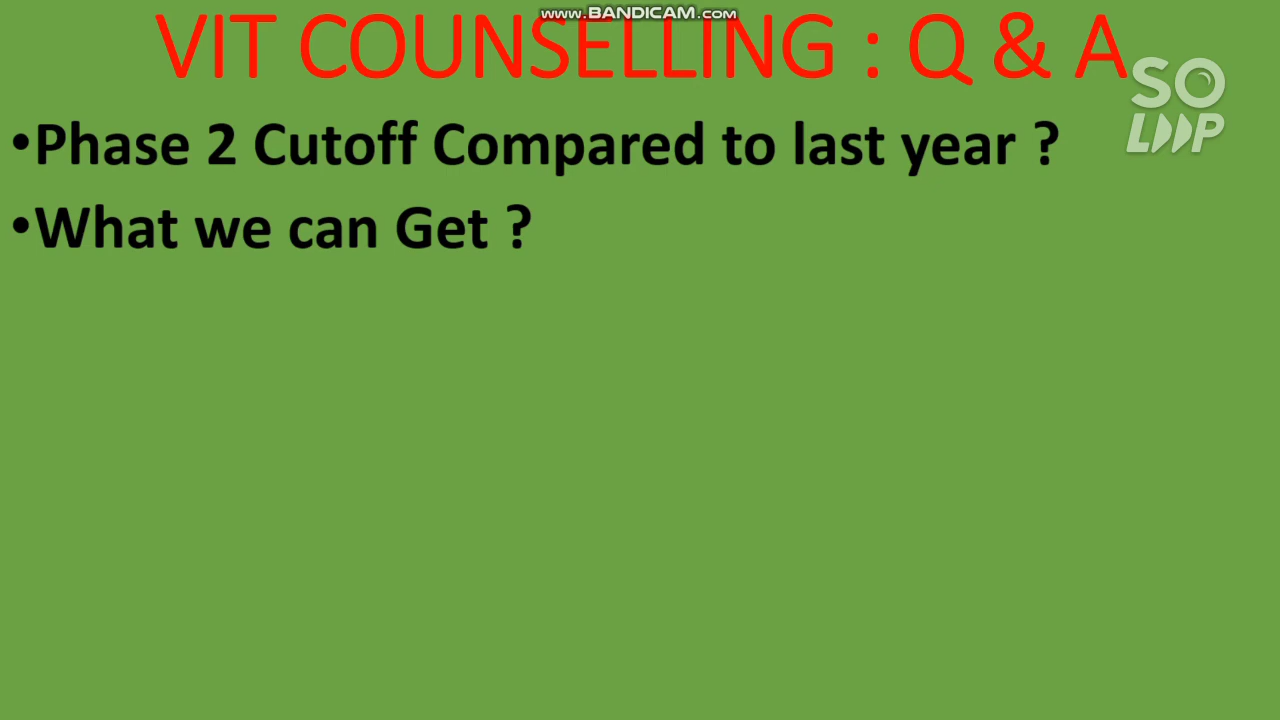 www.BANDICAM.com
VIT COUNSELLING : Q & A
SO
LOOP
•Phase 2 Cutoff Compared to last year ?
•What we can Get ?